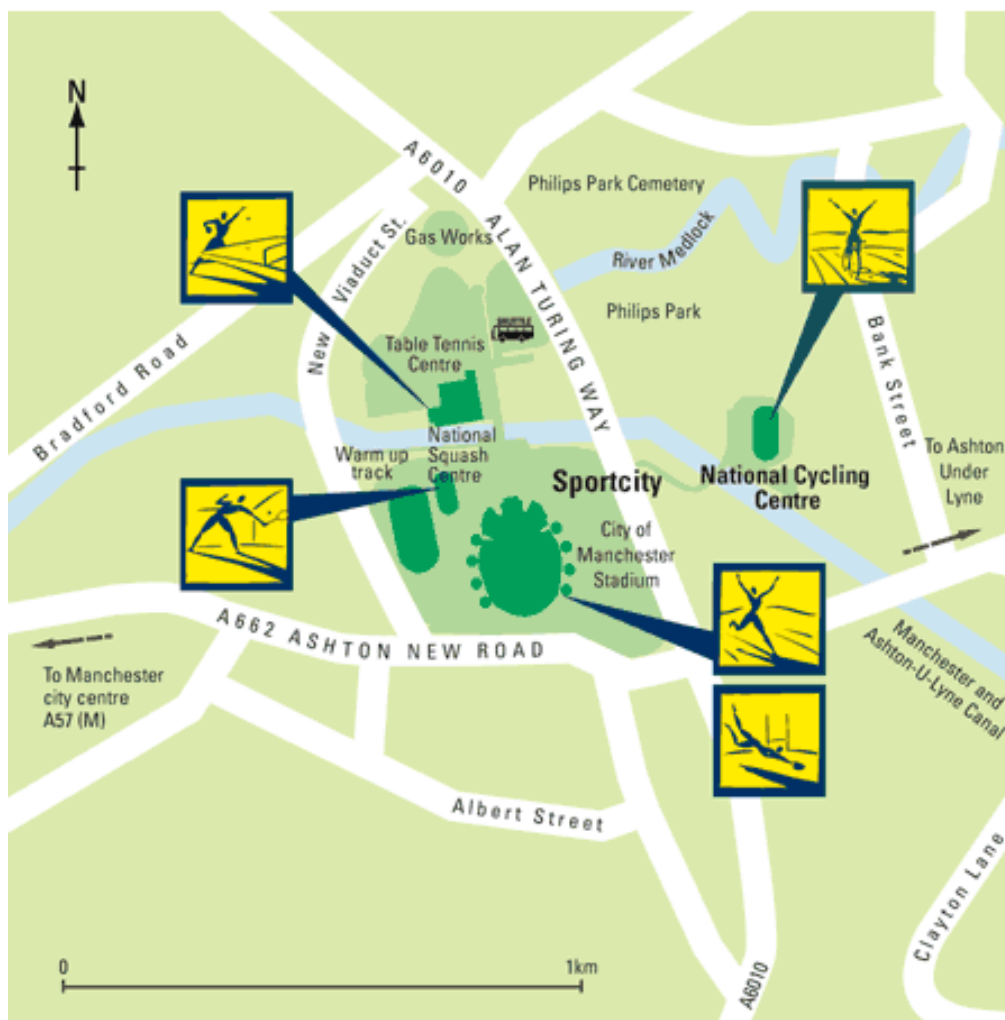 N
A6010
ALAN TURING WAY
Philips Park Cemetery
Gas Works
New Viaduct St.
River Medlock
Philips Park
SHUTTLE
Table Tennis
Centre
Bradford Road
Bank Street
National
Squash
Centre
Warm up
track
Sportcity
National Cycling
Centre
To Ashton
Under
Lyne
City of
Manchester
Stadium
A662 ASHTON NEW ROAD
To Manchester
city centre
A57 (M)
Manchester and
Ashton-U-Lyne Canal
Albert Street
Clayton Lane
0
1km
A6010